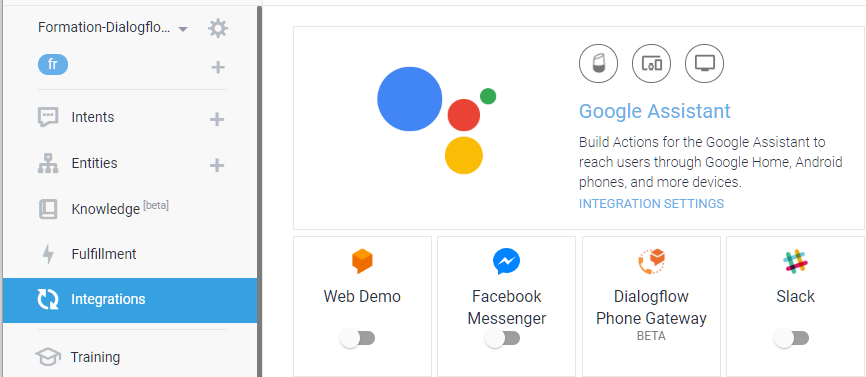 Formation-Dialogflo...
fr
Intents
Entities
Knowledge [beta]
Fulfillment
Integrations
Training
Google Assistant
Build Actions for the Google Assistant to
reach users through Google Home, Android
phones, and more devices.
INTEGRATION SETTINGS
Web Demo
Facebook
Messenger
Dialogflow
Phone Gateway
BETA
Slack